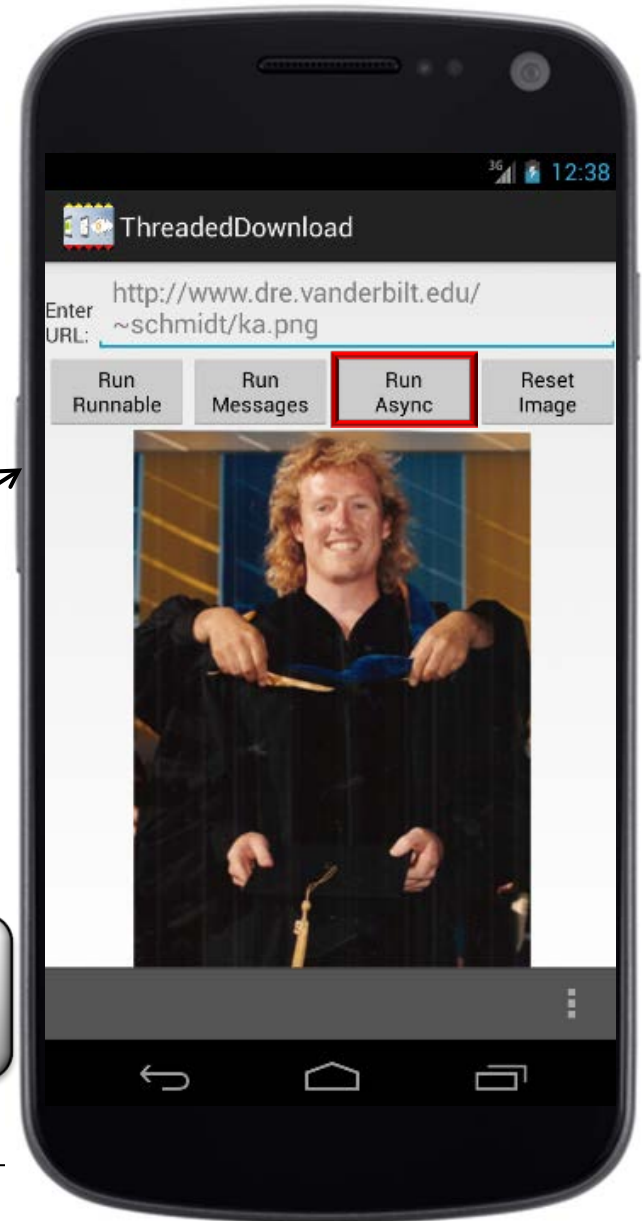 3G 12:38
ThreadedDownload
Enter
URL:
http://www.dre.vanderbilt.edu/
~schmidt/ka.png
Run
Runnable
Run
Messages
Run
Async
Reset
Image